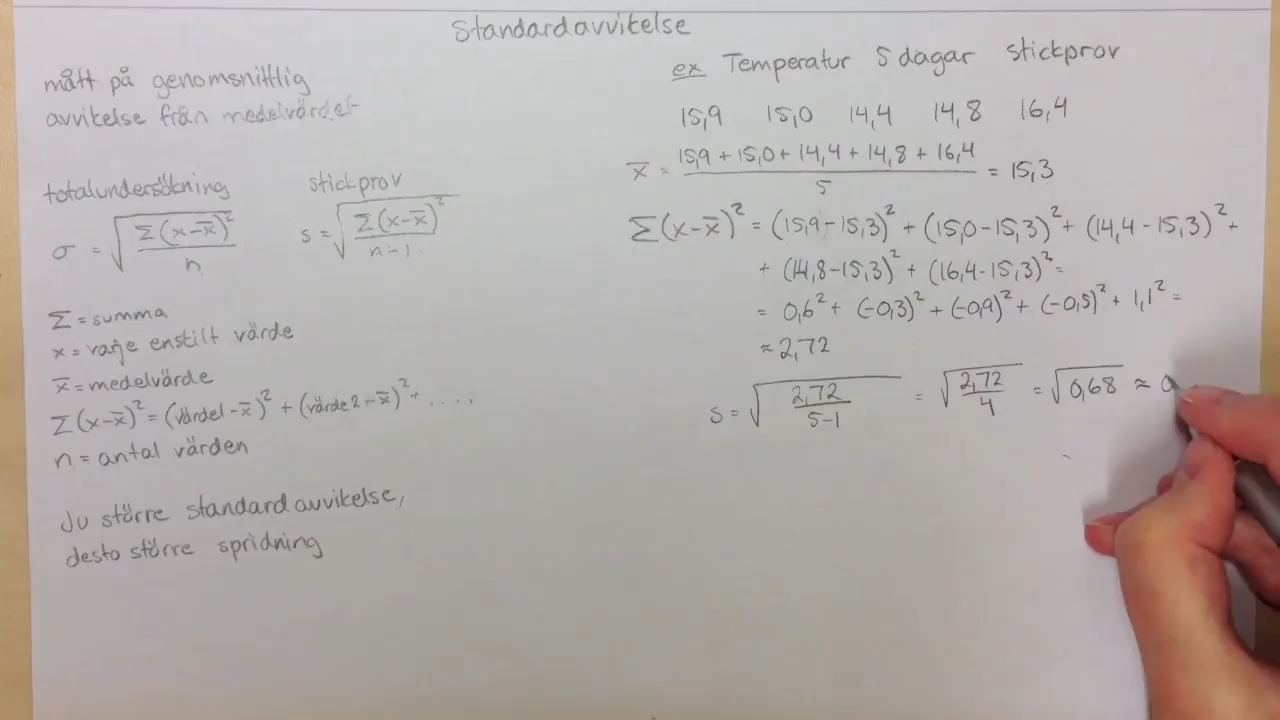 Standardavvikelse
mått på genomsnittlig
avvikelse från medelvärdet
totalundersökning
σ = √(Σ(x-x̄)²/n)
stickprov
s = √(Σ(x-x̄)²/(n-1))
Σ = summa
x = varje enskilt värde
x̄ = medelvärde
Σ(x-x̄)² = (värde1-x̄)² + (värde2-x̄)² + ....
n = antal värden
Ju större standardavvikelse,
desto större spridning
ex Temperatur 5 dagar stickprov
15,9 15,0 14,4 14,8 16,4
x̄ = (15,9 + 15,0 + 14,4 + 14,8 + 16,4)/5 = 15,3
Σ(x-x̄)² = (15,9-15,3)² + (15,0-15,3)² + (14,4-15,3)² +
+ (14,8-15,3)² + (16,4-15,3)² =
= 0,6² + (-0,3)² + (-0,9)² + (-0,5)² + 1,1² =
≈ 2,72
s = √(2,72/(5-1)) = √(2,72/4) = √0,68 ≈ 0